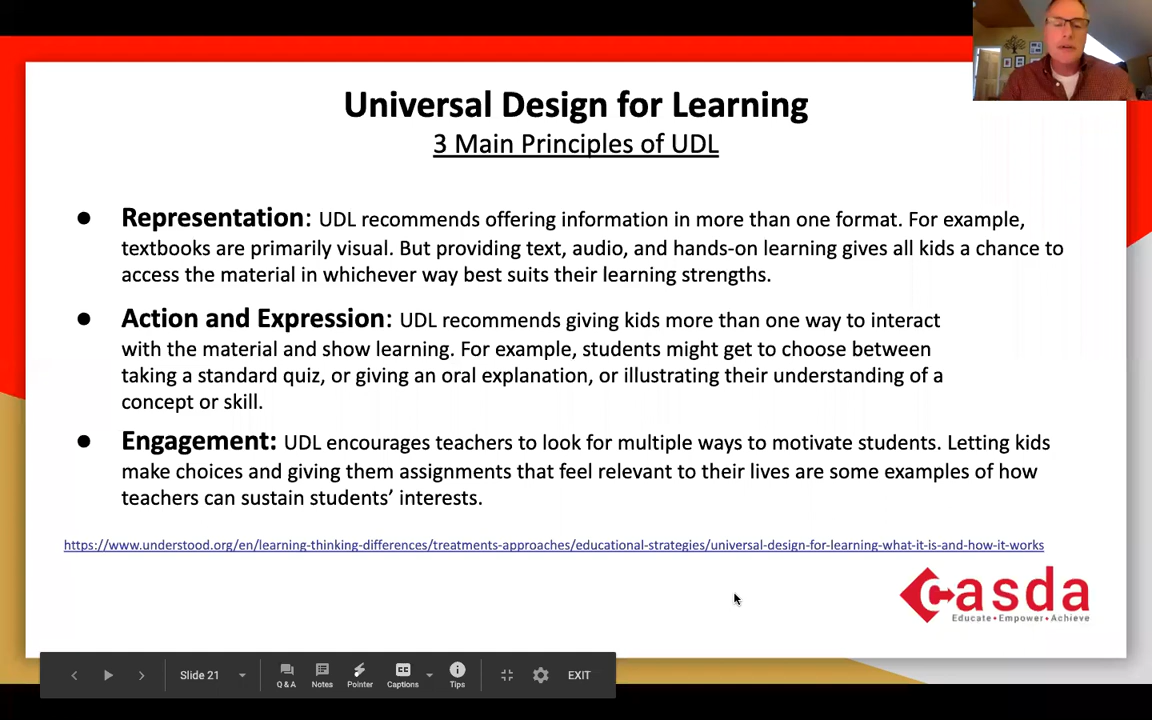 Universal Design for Learning
3 Main Principles of UDL
● Representation: UDL recommends offering information in more than one format. For example,
textbooks are primarily visual. But providing text, audio, and hands-on learning gives all kids a chance to
access the material in whichever way best suits their learning strengths.
● Action and Expression: UDL recommends giving kids more than one way to interact
with the material and show learning. For example, students might get to choose between
taking a standard quiz, or giving an oral explanation, or illustrating their understanding of a
concept or skill.
● Engagement: UDL encourages teachers to look for multiple ways to motivate students. Letting kids
make choices and giving them assignments that feel relevant to their lives are some examples of how
teachers can sustain students’ interests.
https://www.understood.org/en/learning-thinking-differences/treatments-approaches/educational-strategies/universal-design-for-learning-what-it-is-and-how-it-works
casda
Educate•Empower•Achieve
Slide 21
Q & A
Notes
Pointer
CC
Captions
Tips
EXIT